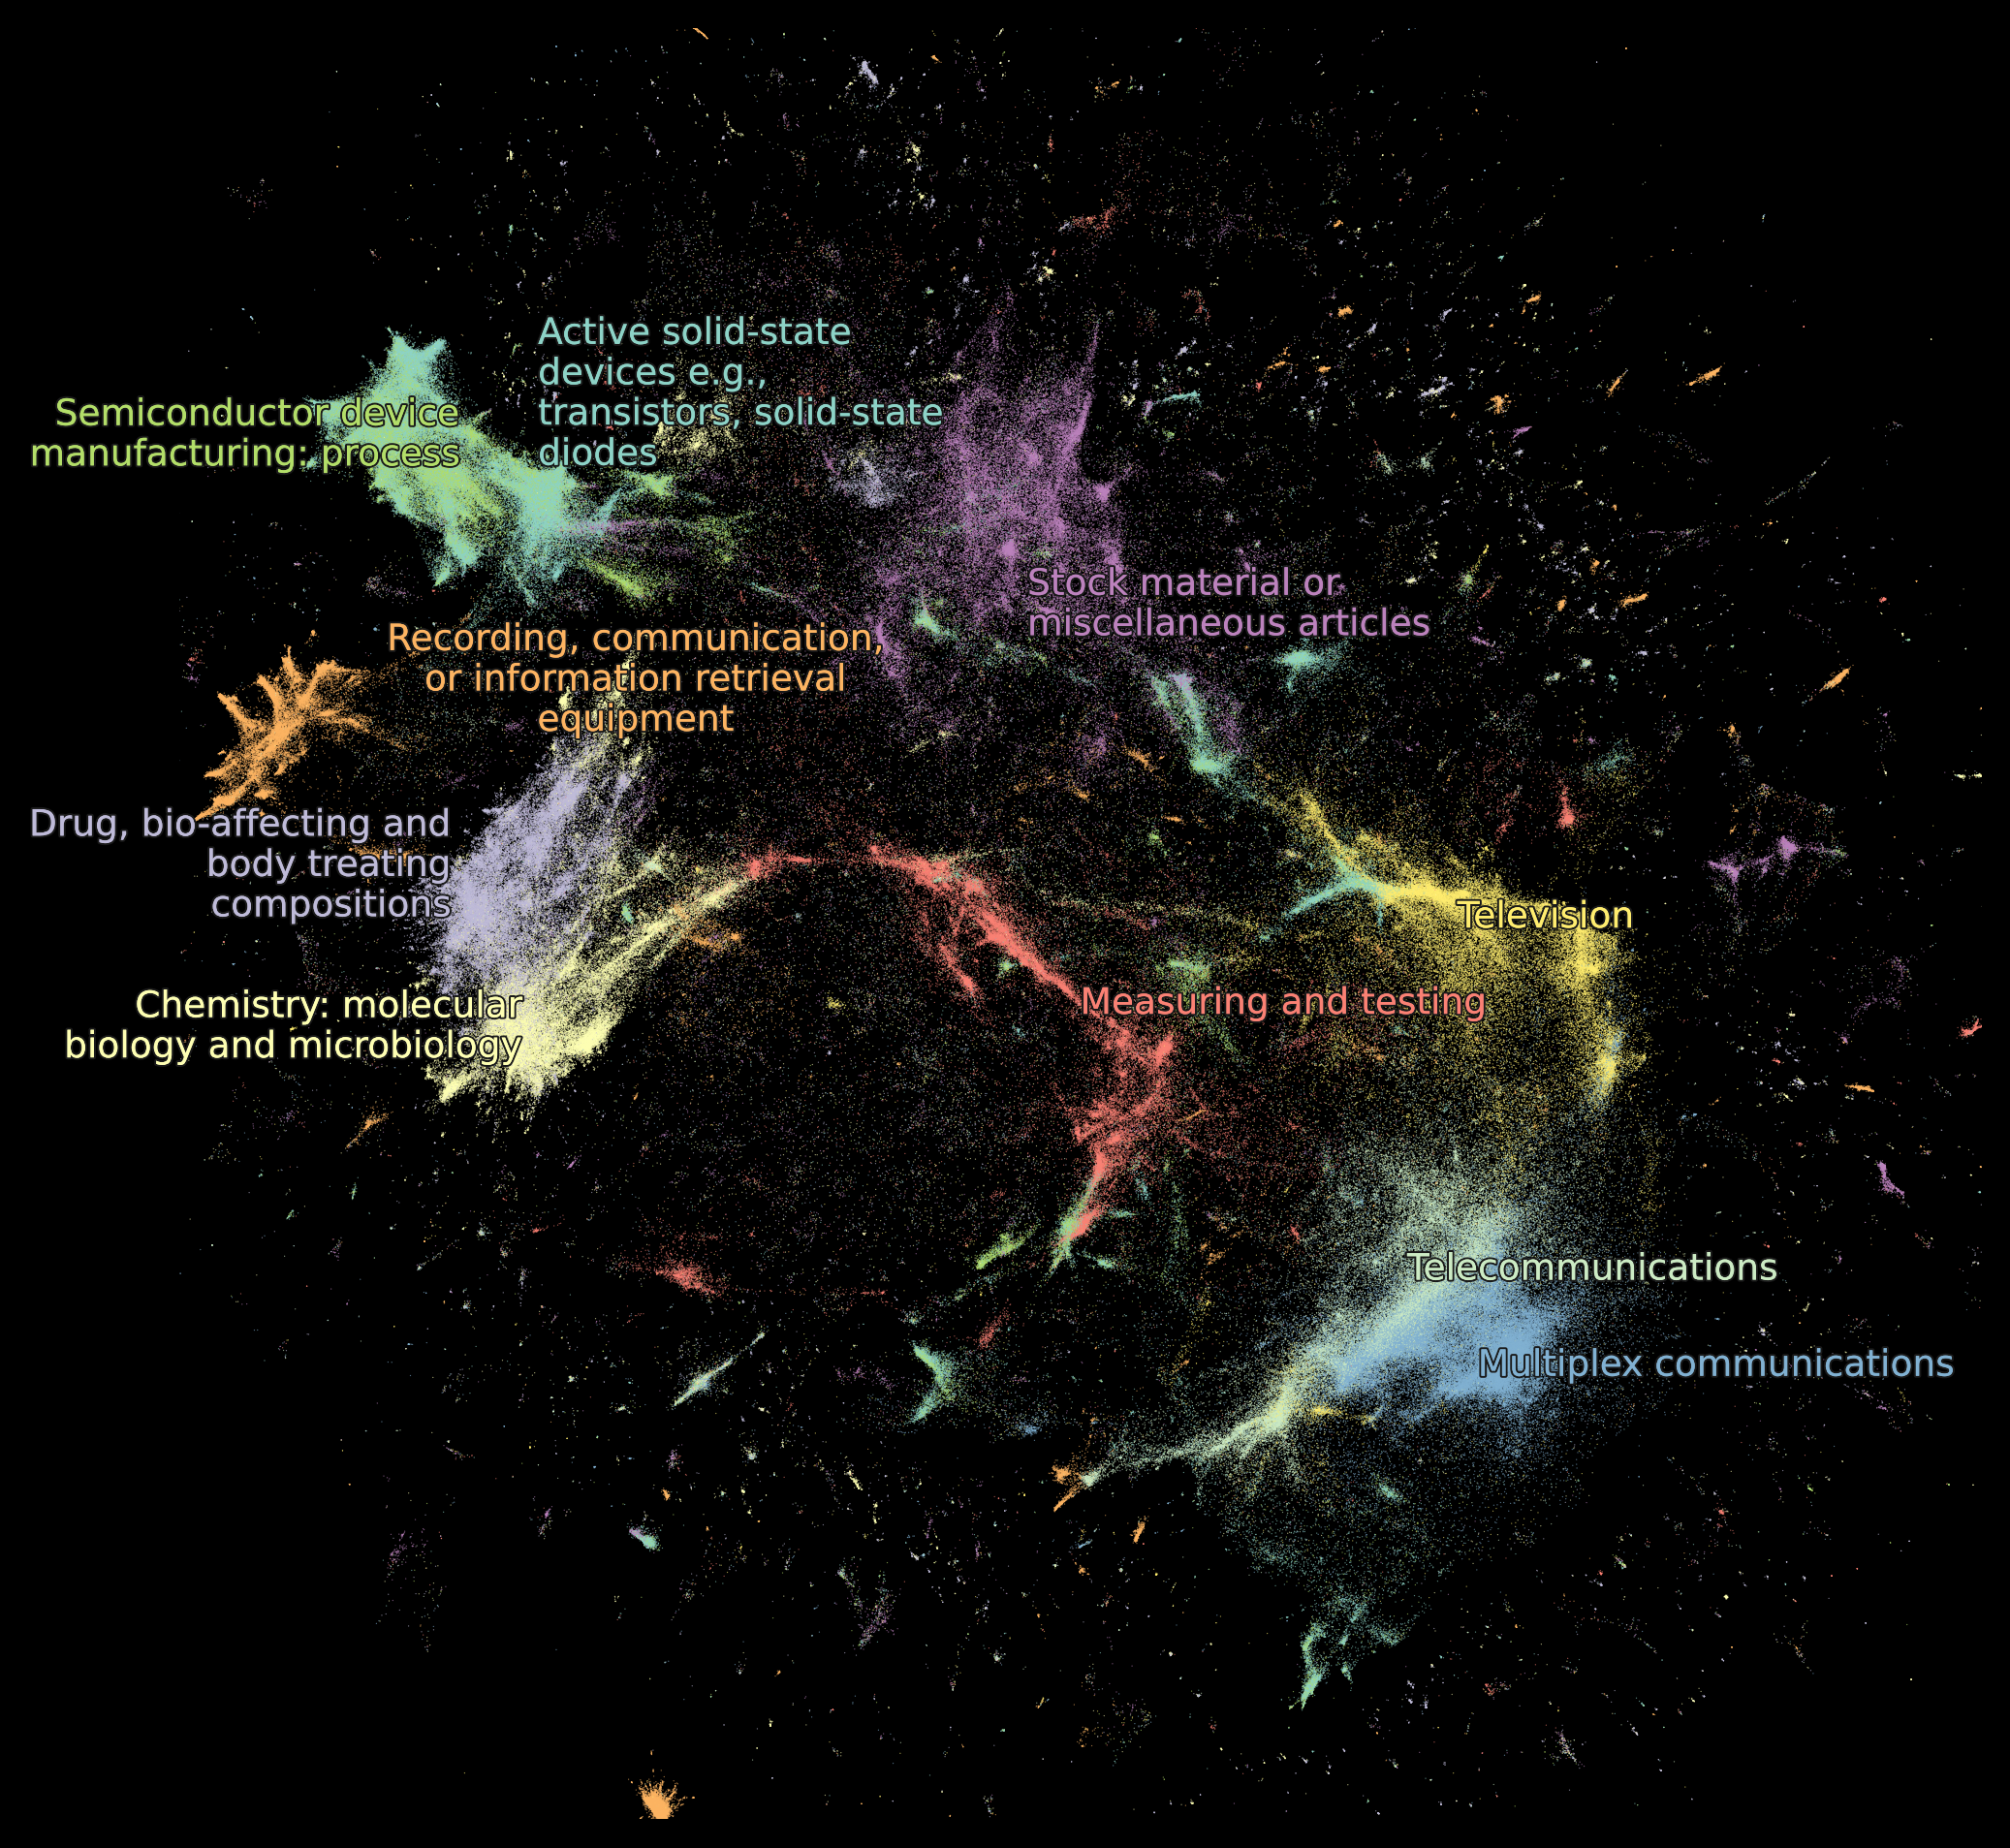 Active solid-state
devices e.g.,
transistors, solid-state
diodes
Semiconductor device
manufacturing: process
Stock material or
miscellaneous articles
Recording, communication,
or information retrieval
equipment
Drug, bio-affecting and
body treating
compositions
Television
Chemistry: molecular
biology and microbiology
Measuring and testing
Telecommunications
Multiplex communications